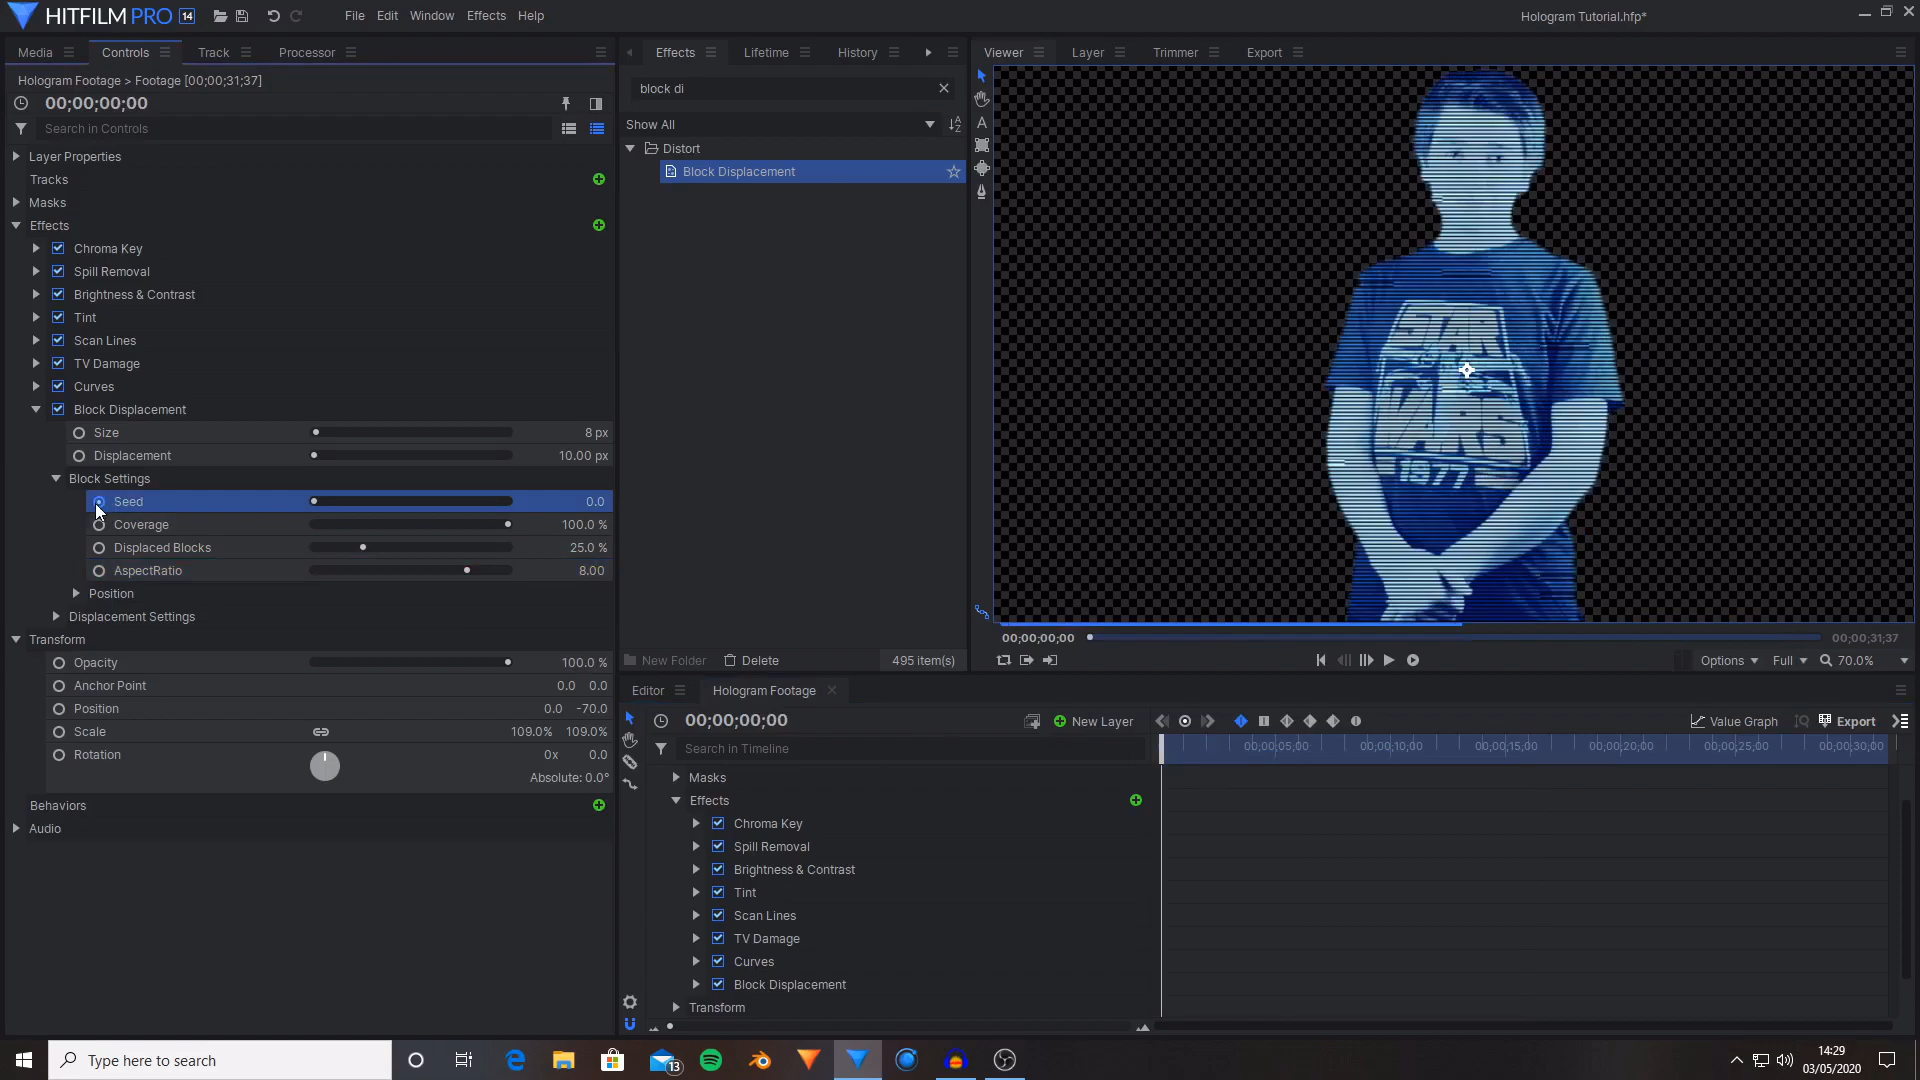 HITFILM PRO 14 File Edit Window Effects Help Hologram Tutorial.hfp*
Media Controls Track Processor
Hologram Footage > Footage [00;00;31;37]
00;00;00;00
Search in Controls
Layer Properties
Tracks
Masks
Effects
Chroma Key
Spill Removal
Brightness & Contrast
Tint
Scan Lines
TV Damage
Curves
Block Displacement
Size 8 px
Displacement 10.00 px
Block Settings
Seed 0.0
Coverage 100.0 %
Displaced Blocks 25.0 %
AspectRatio 8.00
Position
Displacement Settings
Transform
Opacity 100.0 %
Anchor Point 0.0 0.0
Position 0.0 -70.0
Scale 109.0% 109.0%
Rotation 0x 0.0
Absolute: 0.0°
Behaviors
Audio
Effects Lifetime History
block di
Show All
Distort
Block Displacement
New Folder Delete 495 item(s)
Viewer Layer Trimmer Export
STAR
WARS
1977
00;00;00;00 00;00;31;37
Options Full 70.0%
Editor Hologram Footage
00;00;00;00 New Layer Value Graph Export
Search in Timeline
00;00;05;00 00;00;10;00 00;00;15;00 00;00;20;00 00;00;25;00 00;00;30;00
Masks
Effects
Chroma Key
Spill Removal
Brightness & Contrast
Tint
Scan Lines
TV Damage
Curves
Block Displacement
Transform
Type here to search
13
14:29
03/05/2020